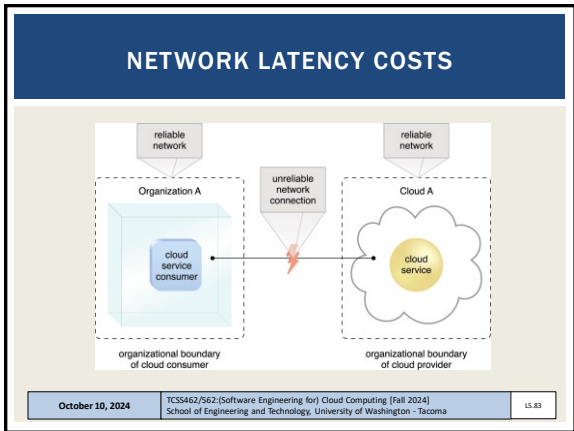 NETWORK LATENCY COSTS
reliable
network
reliable
network
unreliable
network
connection
Organization A
Cloud A
cloud
service
consumer
cloud
service
organizational boundary
of cloud consumer
organizational boundary
of cloud provider
October 10, 2024
TCSS462/562:(Software Engineering for) Cloud Computing [Fall 2024]
School of Engineering and Technology, University of Washington - Tacoma
L5.83